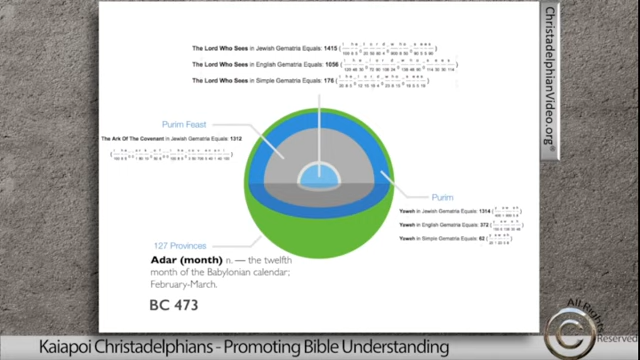 The Lord Who Sees in Jewish Gematria Equals: 1415
The Lord Who Sees in English Gematria Equals: 1056
The Lord Who Sees in Simple Gematria Equals: 176
Purim Feast
The Ark Of The Covenant in Jewish Gematria Equals: 1312
Purim
Yoweh in Jewish Gematria Equals: 1314
Yoweh in English Gematria Equals: 372
Yoweh in Simple Gematria Equals: 62
127 Provinces
Adar (month) n. — the twelfth
month of the Babylonian calendar;
February-March.
BC 473
ChristadelphianVideo.org®
All Rights
Reserved
Kaiapoi Christadelphians - Promoting Bible Understanding